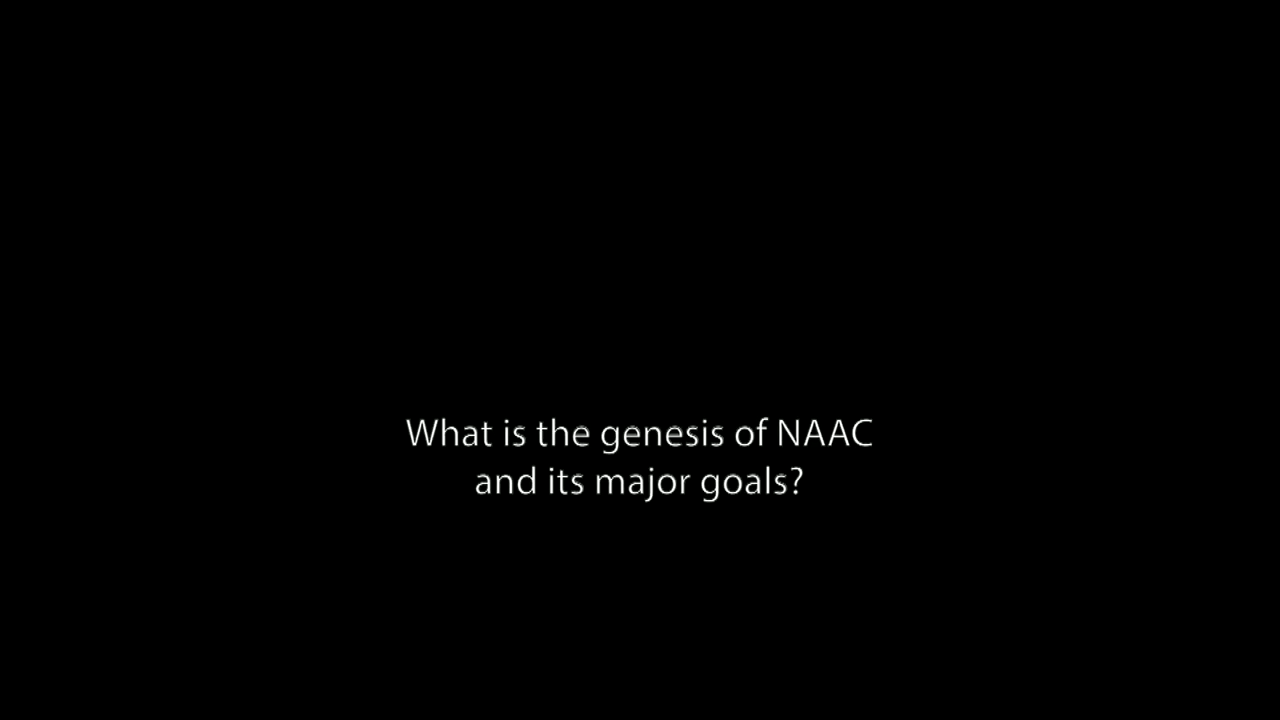 What is the genesis of NAAC
and its major goals?